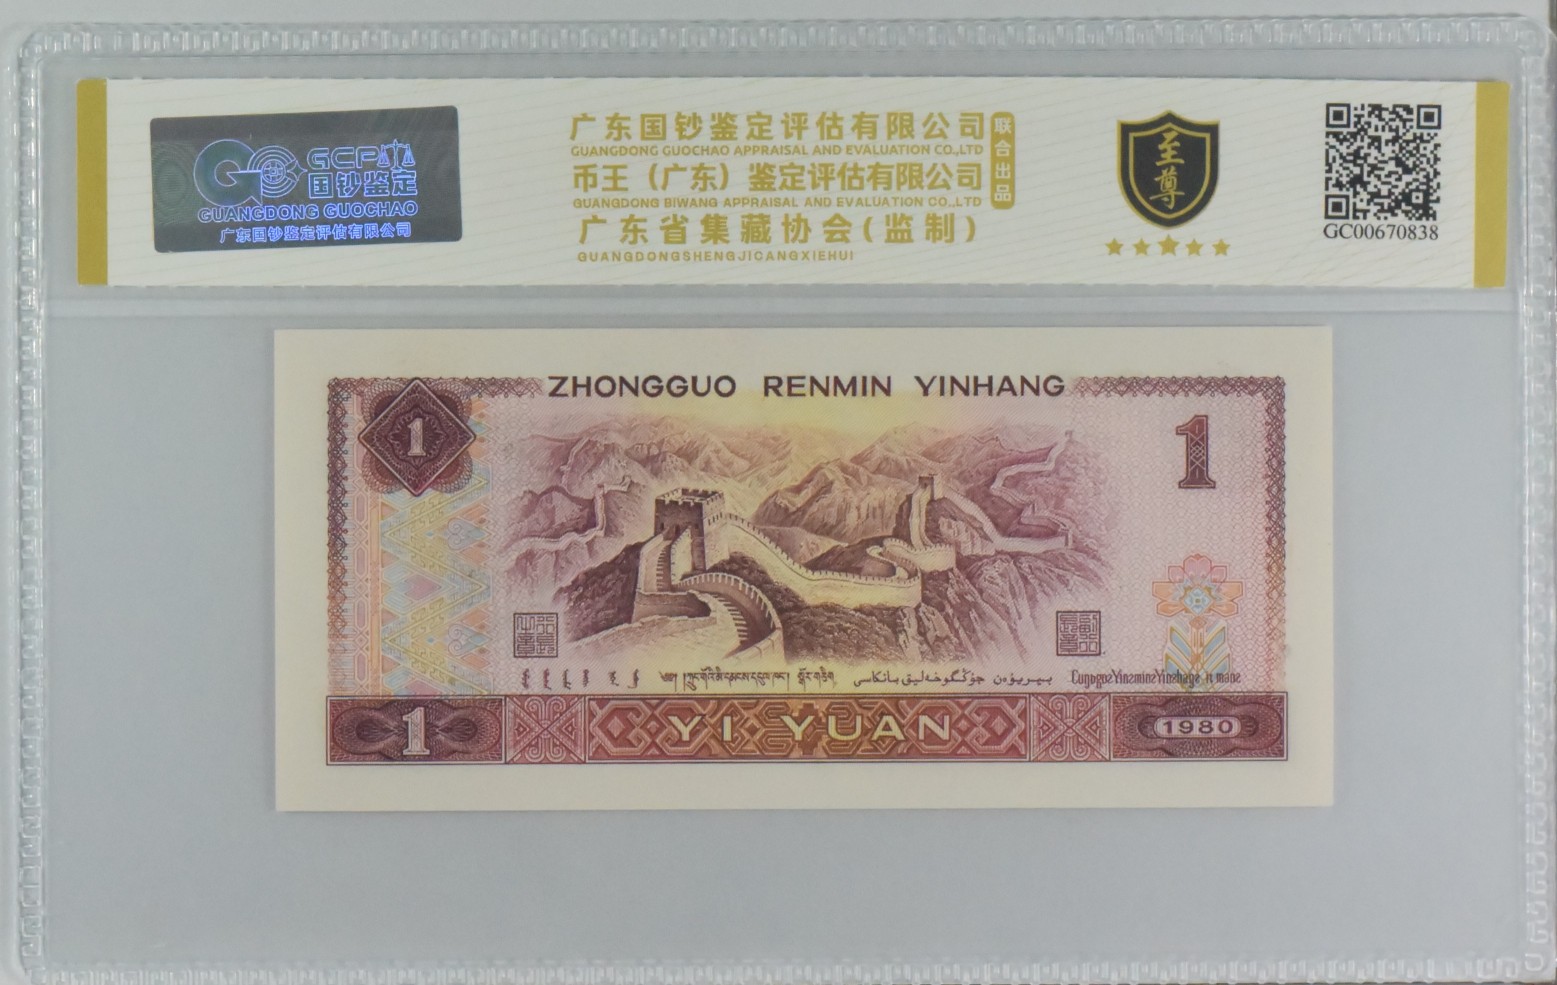 GCPA
国钞鉴定
GUANGDONG GUOCHAO
广东国钞鉴定评估有限公司
广东国钞鉴定评估有限公司
GUANGDONG GUOCHAO APPRAISAL AND EVALUATION CO.,LTD
币王（广东）鉴定评估有限公司
GUANGDONG BIWANG APPRAISAL AND EVALUATION CO.,LTD
联合出品
广东省集藏协会(监制)
GUANGDONGSHENGJICANGXIEHUI
至尊
GC00670838
ZHONGGUO RENMIN YINHANG
1
1
1
YI YUAN
1980